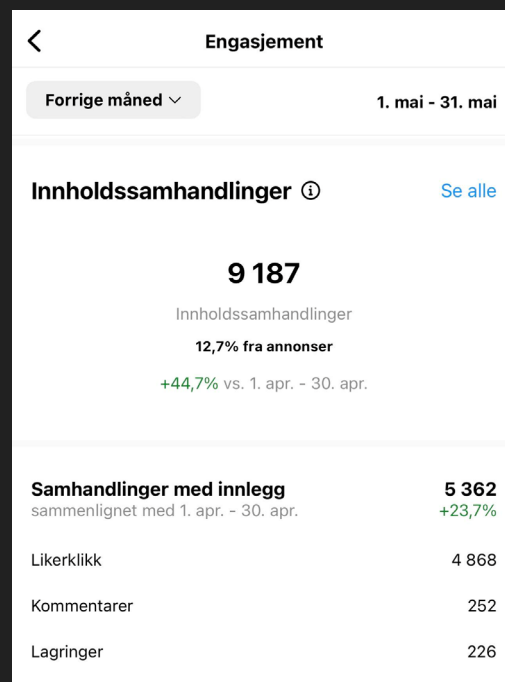 Engasjement
Forrige måned
1. mai - 31. mai
Innholdssamhandlinger
Se alle
9 187
Innholdssamhandlinger
12,7% fra annonser
+44,7% vs. 1. apr. - 30. apr.
Samhandlinger med innlegg 5 362
sammenlignet med 1. apr. - 30. apr. +23,7%
Likerklikk 4 868
Kommentarer 252
Lagringer 226